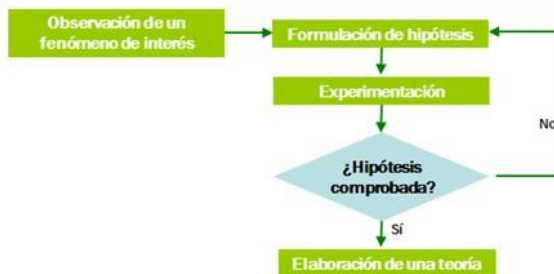 Observación de un
fenómeno de interés
Formulación de hipótesis
Experimentación
¿Hipótesis
comprobada?
No
Sí
Elaboración de una teoría